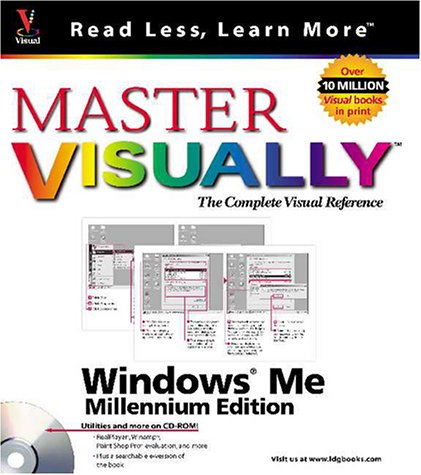 Read Less, Learn More™
Visual
Over
10 MILLION
Visual books
in print
MASTER
VISUALLY™
The Complete Visual Reference
Windows® Me
Millennium Edition
Utilities and more on CD-ROM!
• RealPlayer, Winamp,
Paint Shop Pro® evaluation, and more
• Plus a searchable e-version of
the book
Visit us at www.idgbooks.com